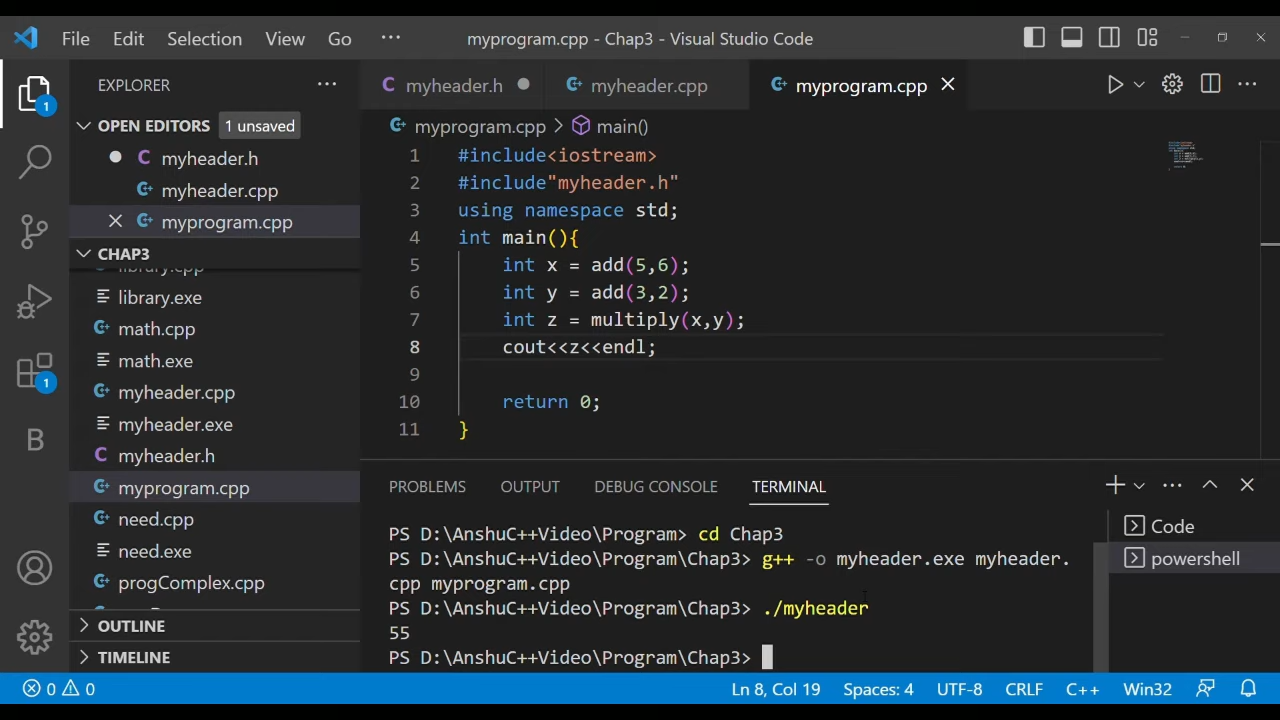 File Edit Selection View Go ··· myprogram.cpp - Chap3 - Visual Studio Code
EXPLORER ···
OPEN EDITORS 1 unsaved
myheader.h
myheader.cpp
myprogram.cpp
CHAP3
library.cpp
library.exe
math.cpp
math.exe
myheader.cpp
myheader.exe
myheader.h
myprogram.cpp
need.cpp
need.exe
progComplex.cpp
OUTLINE
TIMELINE
1
1
B
myheader.h myheader.cpp myprogram.cpp
myprogram.cpp > main()
1 #include<iostream>
2 #include"myheader.h"
3 using namespace std;
4 int main(){
5 int x = add(5,6);
6 int y = add(3,2);
7 int z = multiply(x,y);
8 cout<<z<<endl;
9
10 return 0;
11 }
PROBLEMS OUTPUT DEBUG CONSOLE TERMINAL
PS D:\AnshuC++Video\Program> cd Chap3
PS D:\AnshuC++Video\Program\Chap3> g++ -o myheader.exe myheader.
cpp myprogram.cpp
PS D:\AnshuC++Video\Program\Chap3> ./myheader
55
PS D:\AnshuC++Video\Program\Chap3>
Code
powershell
0 0 Ln 8, Col 19 Spaces: 4 UTF-8 CRLF C++ Win32